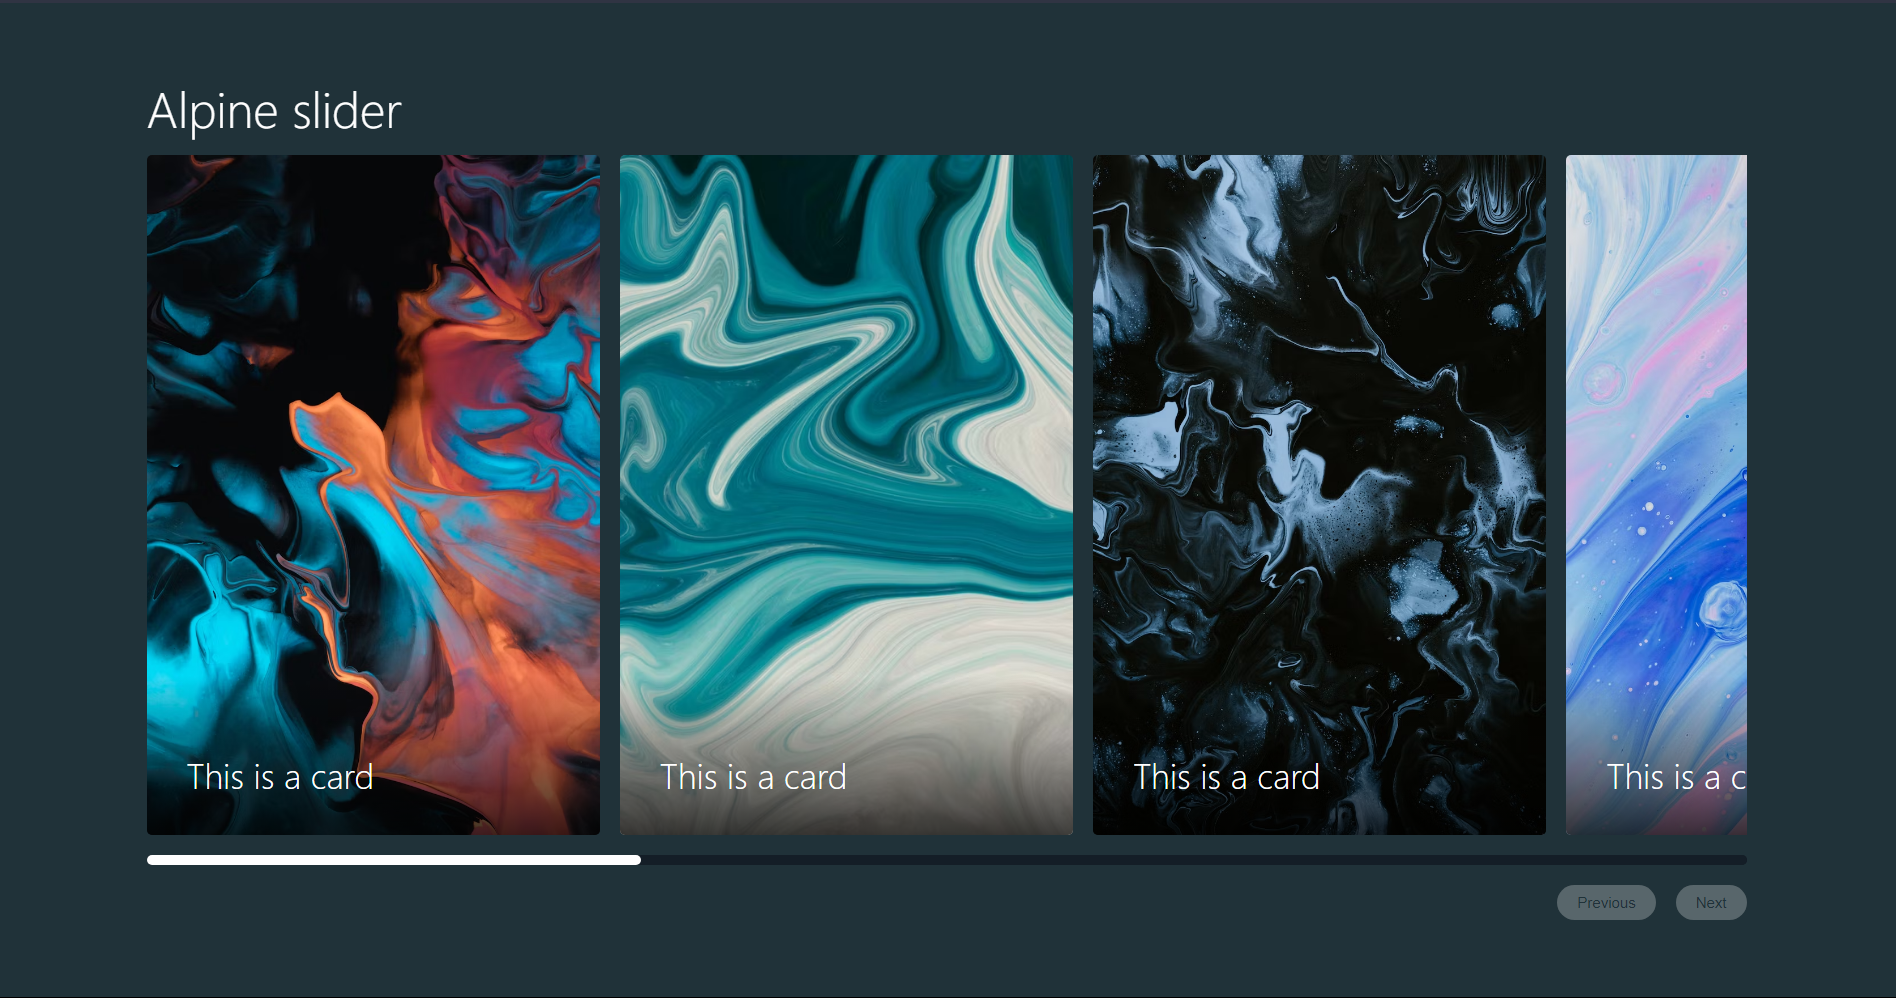 Alpine slider
This is a card
This is a card
This is a card
This is a c
Previous
Next